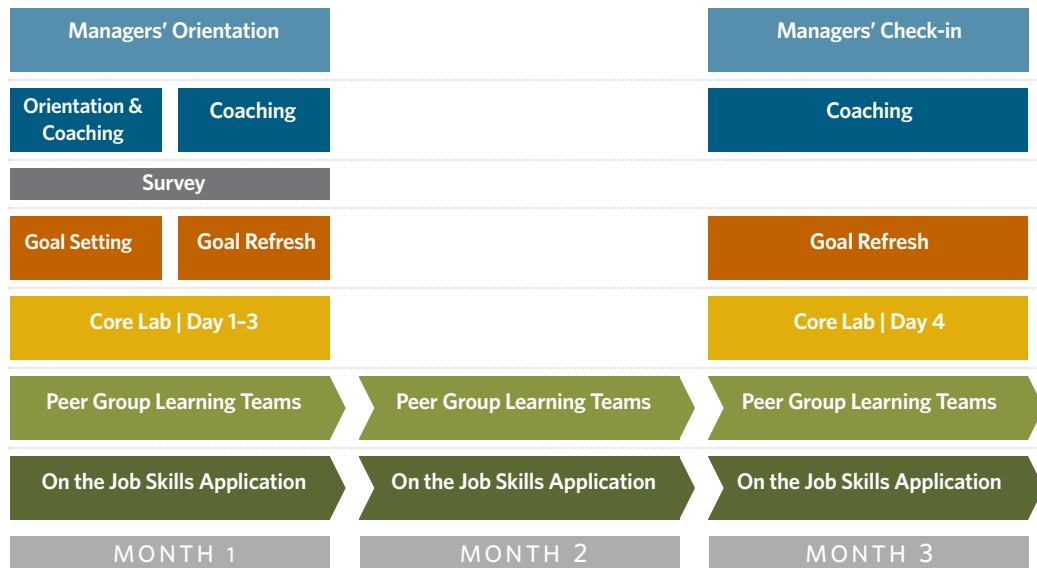 Managers’ Orientation
Managers’ Check-in
Orientation &
Coaching
Coaching
Coaching
Survey
Goal Setting
Goal Refresh
Goal Refresh
Core Lab | Day 1–3
Core Lab | Day 4
Peer Group Learning Teams
Peer Group Learning Teams
Peer Group Learning Teams
On the Job Skills Application
On the Job Skills Application
On the Job Skills Application
MONTH 1
MONTH 2
MONTH 3